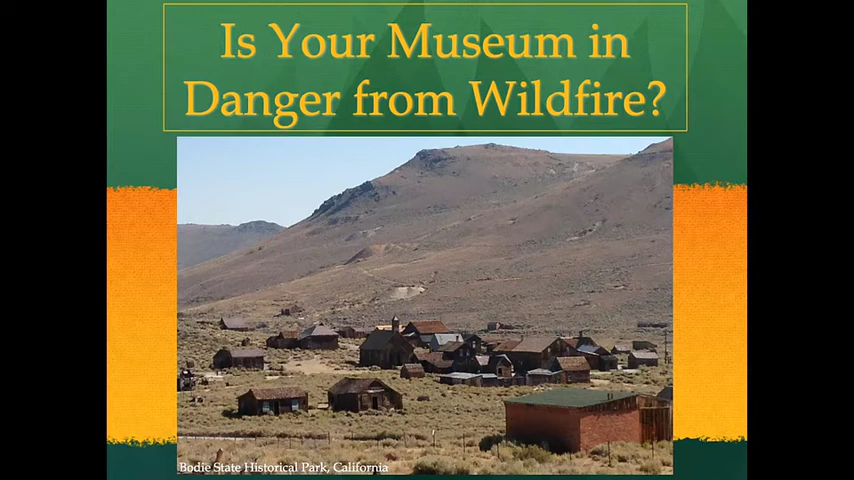 Is Your Museum in
Danger from Wildfire?
Bodie State Historical Park, California